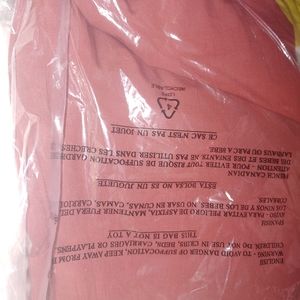 ENGLISH
WARNING: TO AVOID DANGER OF SUFFOCATION, KEEP AWAY FROM
CHILDREN. DO NOT USE IN CRIBS, BEDS, CARRIAGES OR PLAYPENS.
THIS BAG IS NOT A TOY
SPANISH
AVISO: PARA EVITAR PELIGRO DE ASFIXIA, MANTENER FUERA DEL
LOS NINOS Y DE LOS BEBES. NO USAR EN CUNAS, CAMAS,
CORRALES.
ESTA BOLSA NO ES UN JUGUETE
FRENCH CANADIAN
ATTENTION - POUR EVITER TOUT RISQUE DE SUFFOCATION
DES BEBES ET DES ENFANTS. NE PAS UTILISER DANS LES CRECHES,
LANDAUS OU PARC BEBE.
CE SAC N'EST PAS UN JOUET
4
LDPE
RECYCLABLE